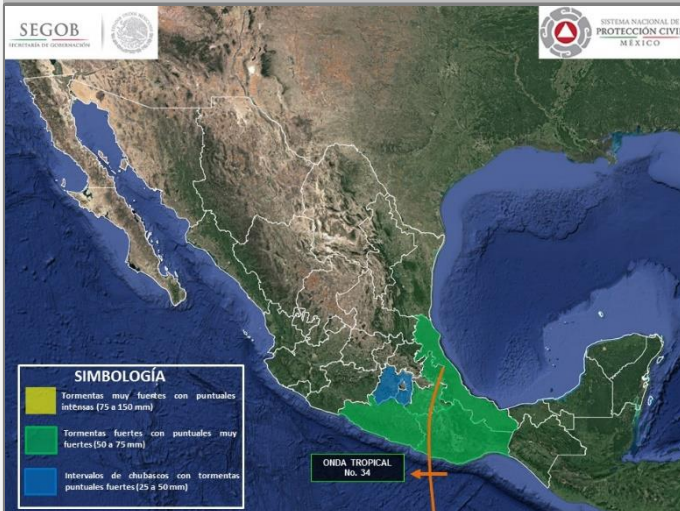 SEGOB
SECRETARÍA DE GOBERNACIÓN
SISTEMA NACIONAL DE
PROTECCIÓN CIVIL
MÉXICO
SIMBOLOGÍA
Tormentas muy fuertes con puntuales
intensas (75 a 150 mm)
Tormentas fuertes con puntuales muy
fuertes (50 a 75 mm)
Intervalos de chubascos con tormentas
puntuales fuertes (25 a 50 mm)
ONDA TROPICAL
No. 34